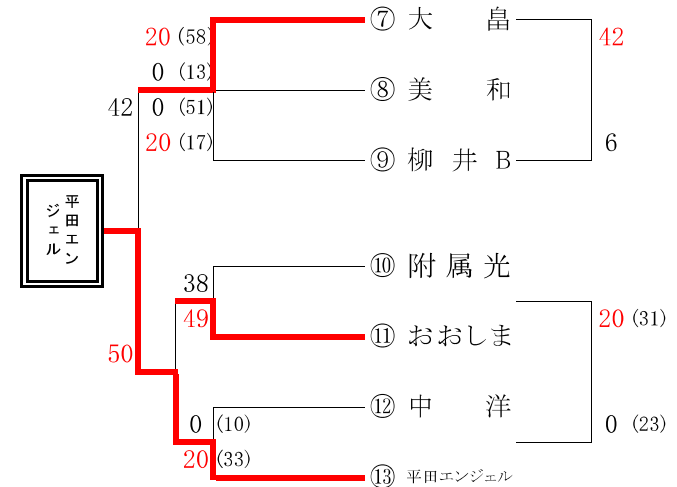 20 (58) ⑦ 大畠
42
0 (13)
⑧ 美和
42
0 (51)
20 (17)
6
⑨ 柳井B
平田エンジェル
⑩ 附属光
38
49
20 (31)
⑪ おおしま
50
⑫ 中洋
0 (10)
0 (23)
20 (33)
⑬ 平田エンジェル